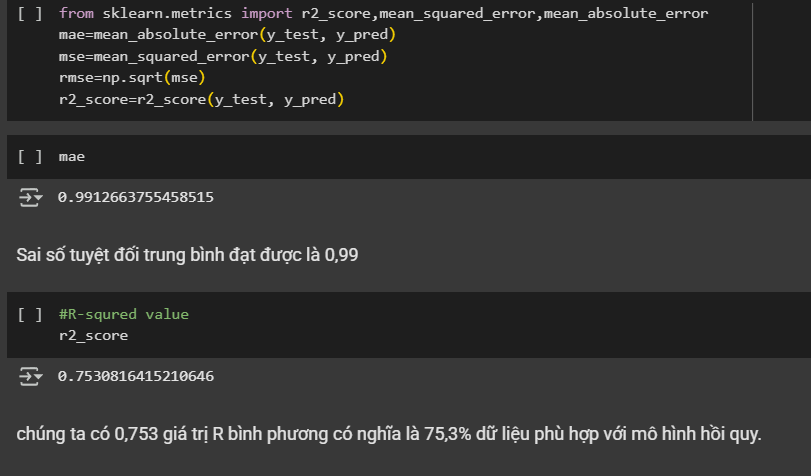 [ ] from sklearn.metrics import r2_score,mean_squared_error,mean_absolute_error
mae=mean_absolute_error(y_test, y_pred)
mse=mean_squared_error(y_test, y_pred)
rmse=np.sqrt(mse)
r2_score=r2_score(y_test, y_pred)
[ ] mae
0.9912663755458515
Sai số tuyệt đối trung bình đạt được là 0,99
[ ] #R-squred value
r2_score
0.7530816415210646
chúng ta có 0,753 giá trị R bình phương có nghĩa là 75,3% dữ liệu phù hợp với mô hình hồi quy.